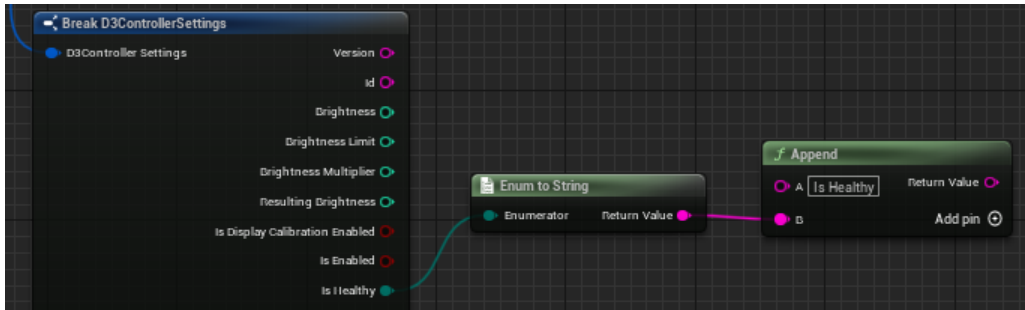 Break D3ControllerSettings
D3Controller Settings
Version
Id
Brightness
Brightness Limit
Brightness Multiplier
Resulting Brightness
Is Display Calibration Enabled
Is Enabled
Is Healthy
Enum to String
Enumerator
Return Value
f Append
A Is Healthy
Return Value
B
Add pin